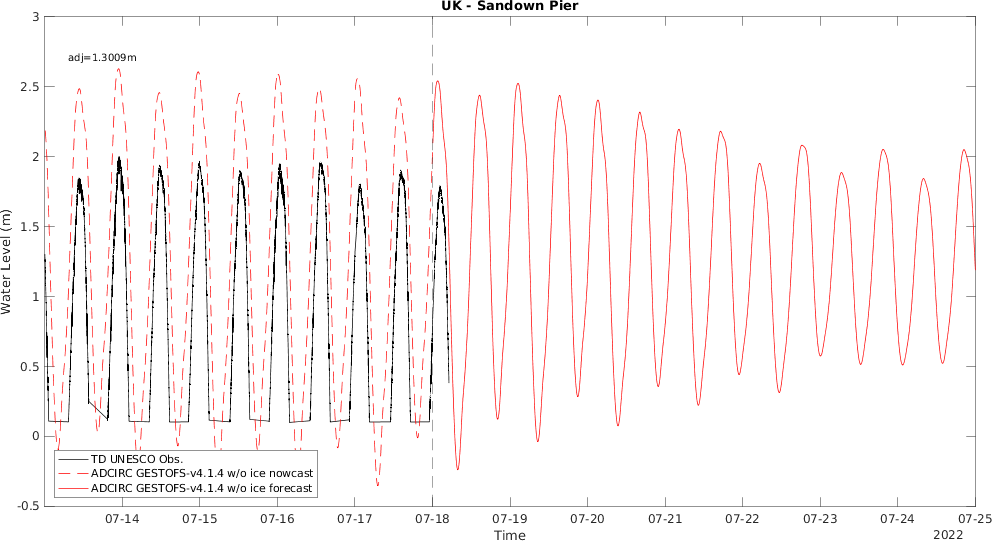 UK - Sandown Pier
3
adj=1.3009m
2.5
2
1.5
1
0.5
0
-0.5
Water Level (m)
TD UNESCO Obs.
ADCIRC GESTOFS-v4.1.4 w/o ice nowcast
ADCIRC GESTOFS-v4.1.4 w/o ice forecast
07-14 07-15 07-16 07-17 07-18 07-19 07-20 07-21 07-22 07-23 07-24 07-25
Time
2022